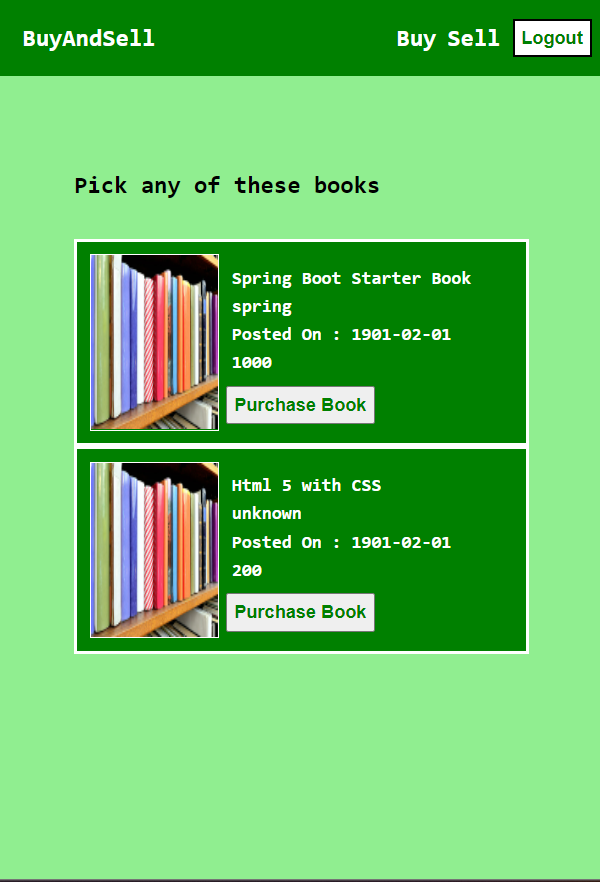 BuyAndSell
Buy Sell Logout
Pick any of these books
Spring Boot Starter Book
spring
Posted On : 1901-02-01
1000
Purchase Book
Html 5 with CSS
unknown
Posted On : 1901-02-01
200
Purchase Book